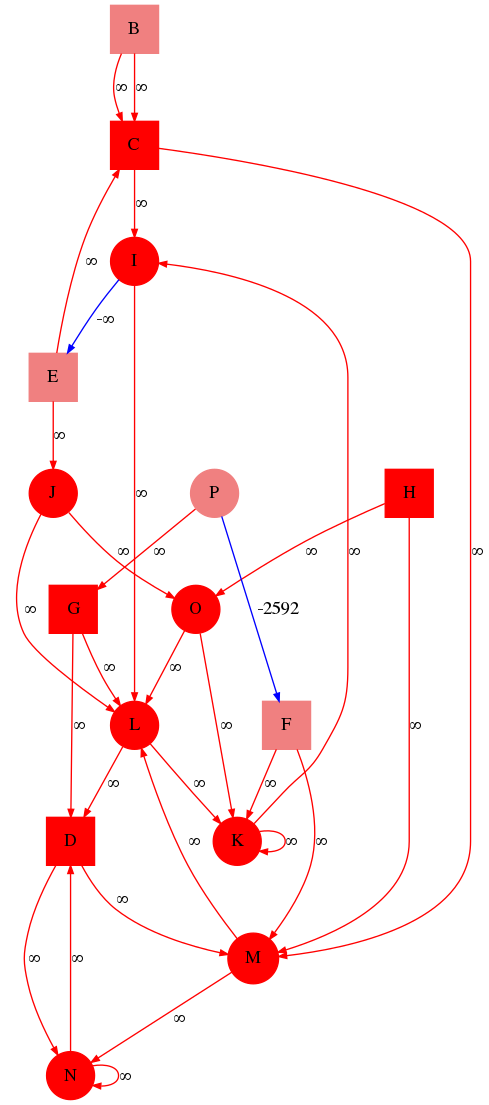 B
∞ ∞
C
∞
I
∞ -∞
E
∞
∞
J P H
∞ ∞ ∞ ∞ ∞
G O -2592
∞
∞ ∞
L F
∞ ∞ ∞
∞ ∞ ∞
D K
∞ ∞ ∞
∞
∞ ∞ M
∞
N ∞